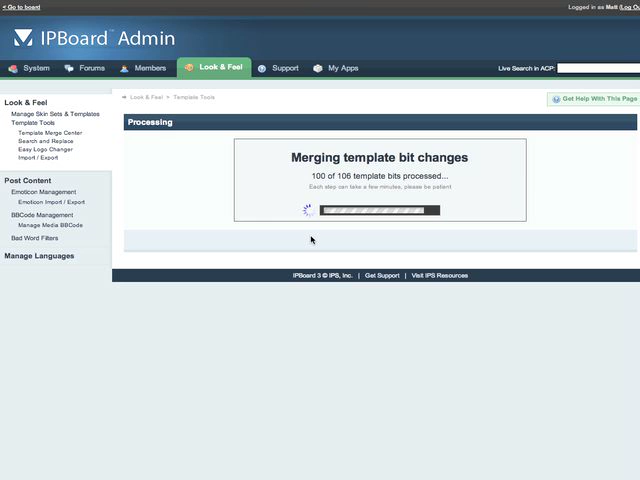 < Go to board
Logged in as Matt (Log Ou
IPBoard™ Admin
System
Forums
Members
Look & Feel
Support
My Apps
Live Search in ACP:
Look & Feel
Manage Skin Sets & Templates
Template Tools
Template Merge Center
Search and Replace
Easy Logo Changer
Import / Export
Post Content
Emoticon Management
Emoticon Import / Export
BBCode Management
Manage Media BBCode
Bad Word Filters
Manage Languages
Look & Feel > Template Tools
Get Help With This Page
Processing
Merging template bit changes
100 of 106 template bits processed...
Each step can take a few minutes, please be patient
IPBoard 3 © IPS, Inc. | Get Support | Visit IPS Resources